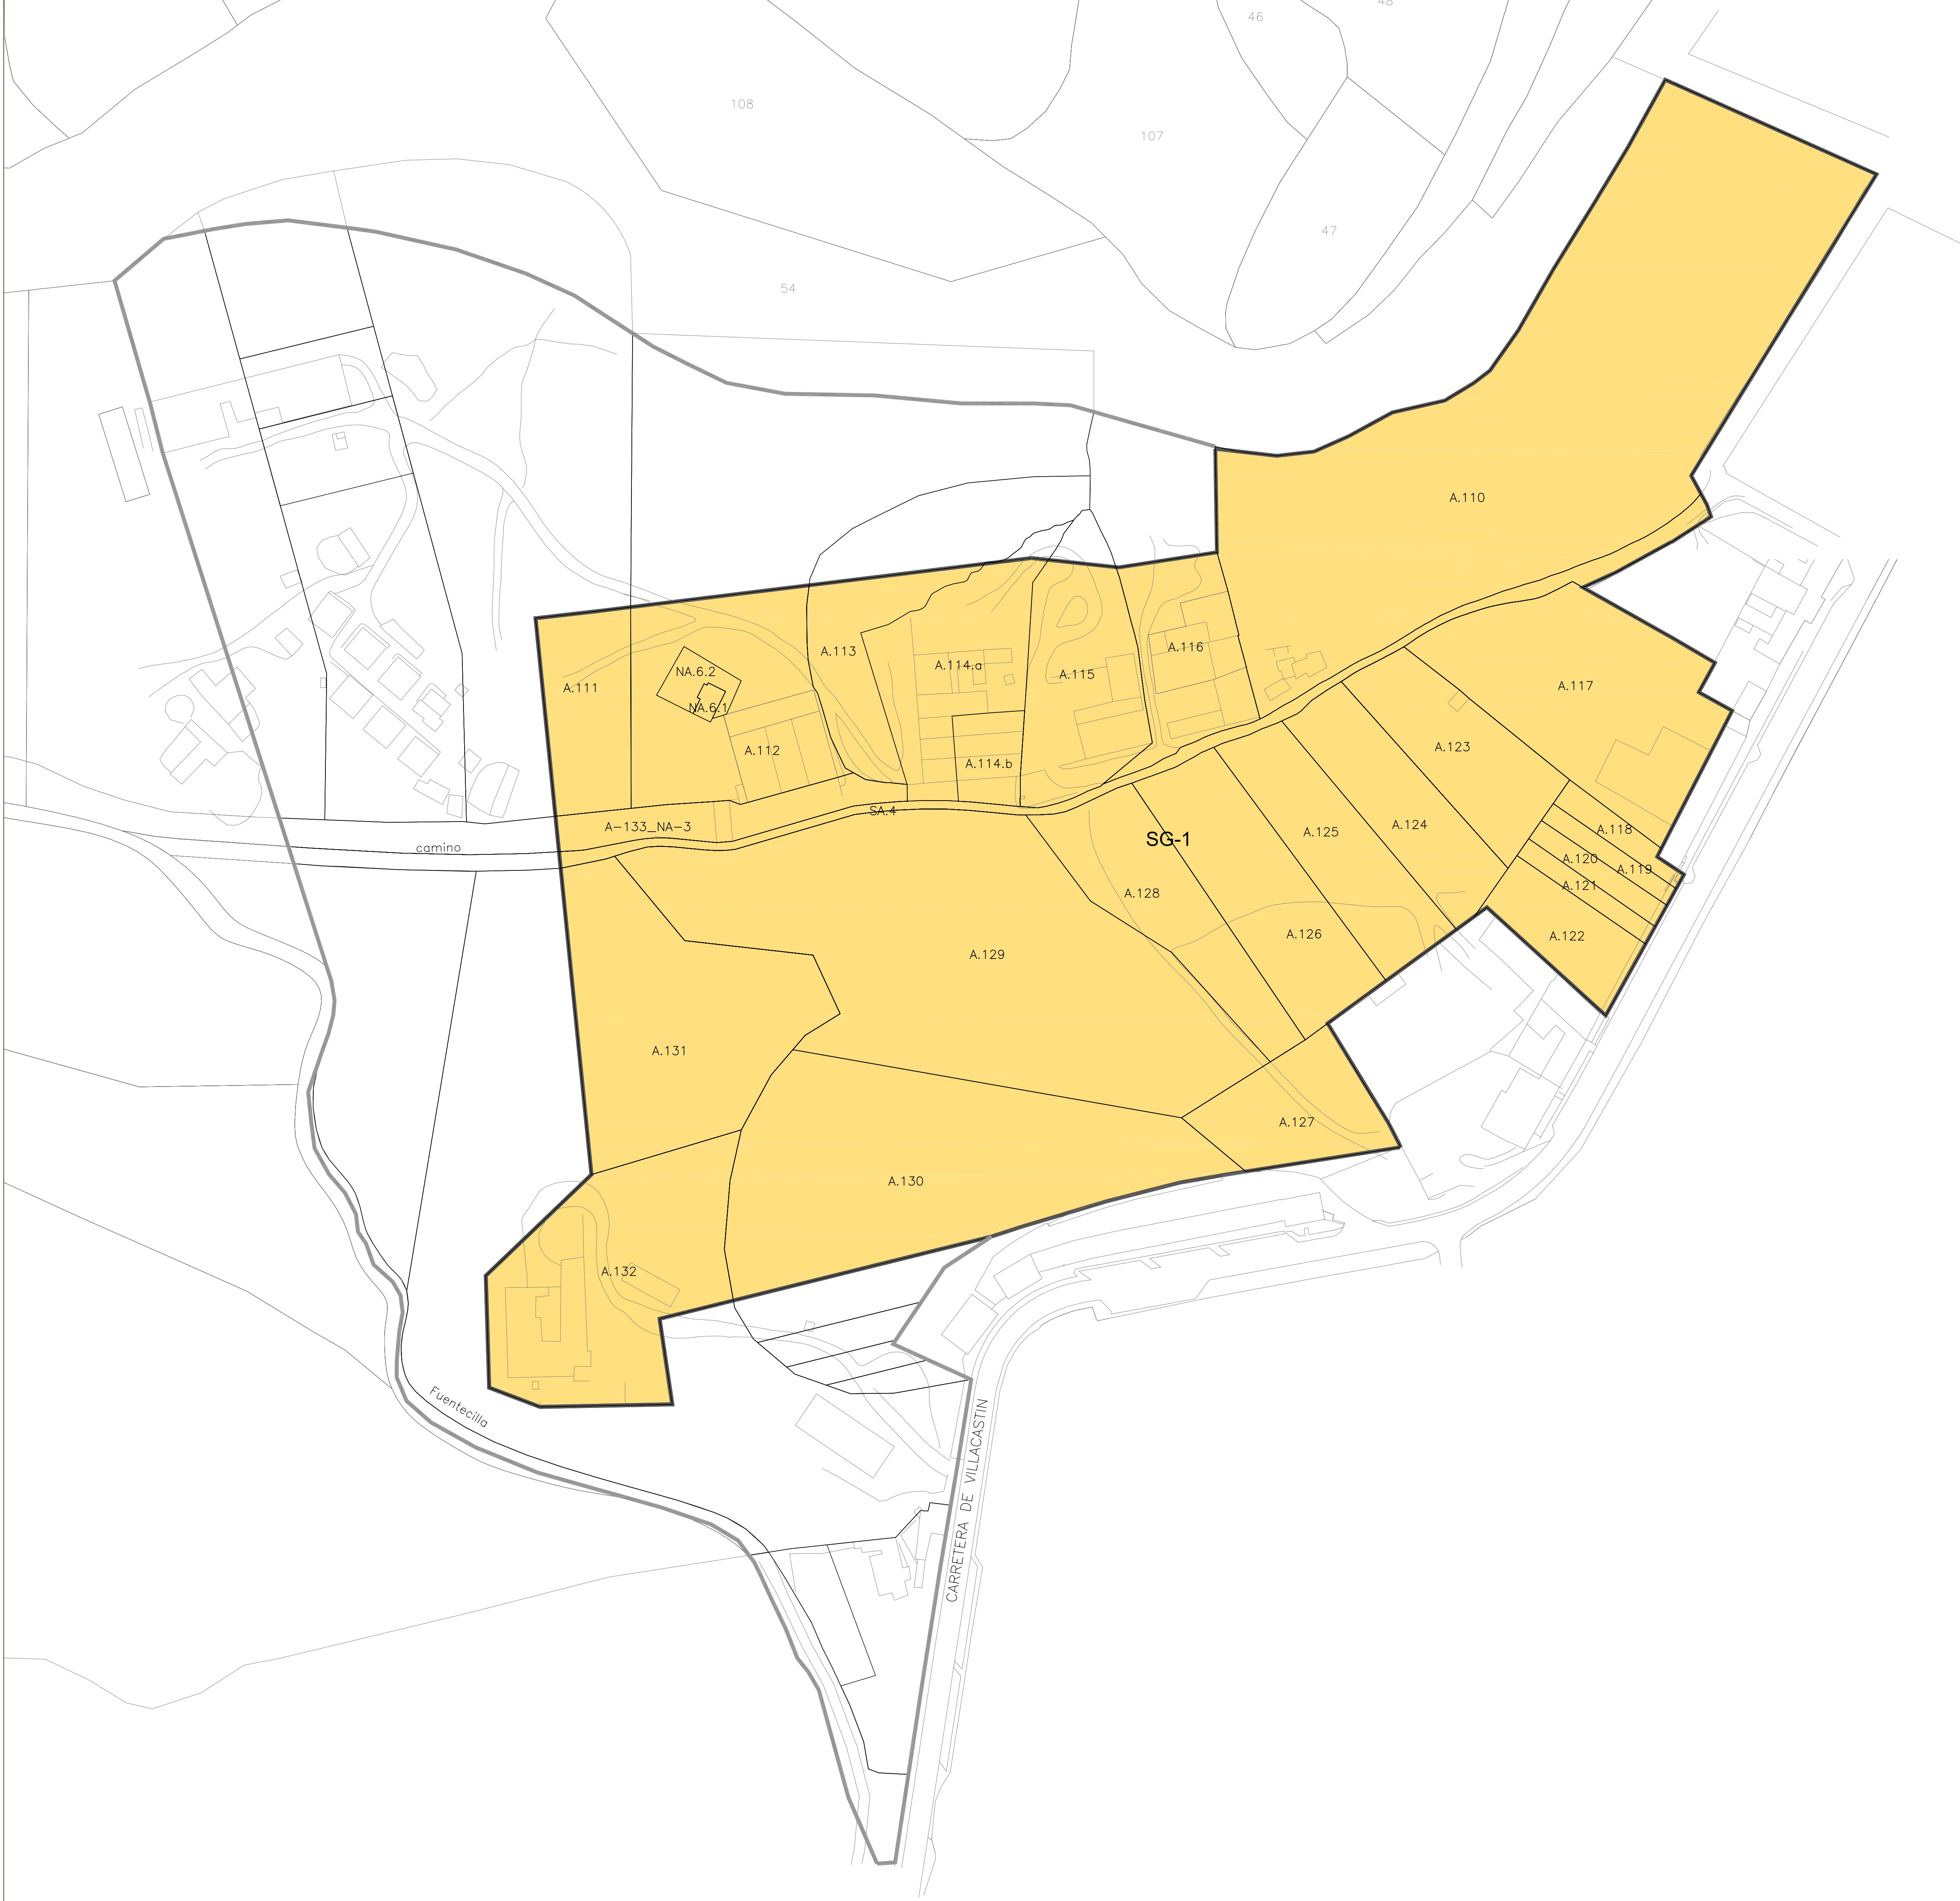 46
48
108
107
47
54
A.110
A.113
A.116
A.114.a
NA.6.2
A.115
A.111
A.117
NA.6.1
A.112
A.123
A.114.b
SA.4
A-133_NA-3
A.124
A.118
A.125
SG-1
camino
A.120
A.119
A.121
A.128
A.126
A.122
A.129
A.131
A.127
A.130
A.132
Fuentecilla
CARRETERA DE VILLACASTIN